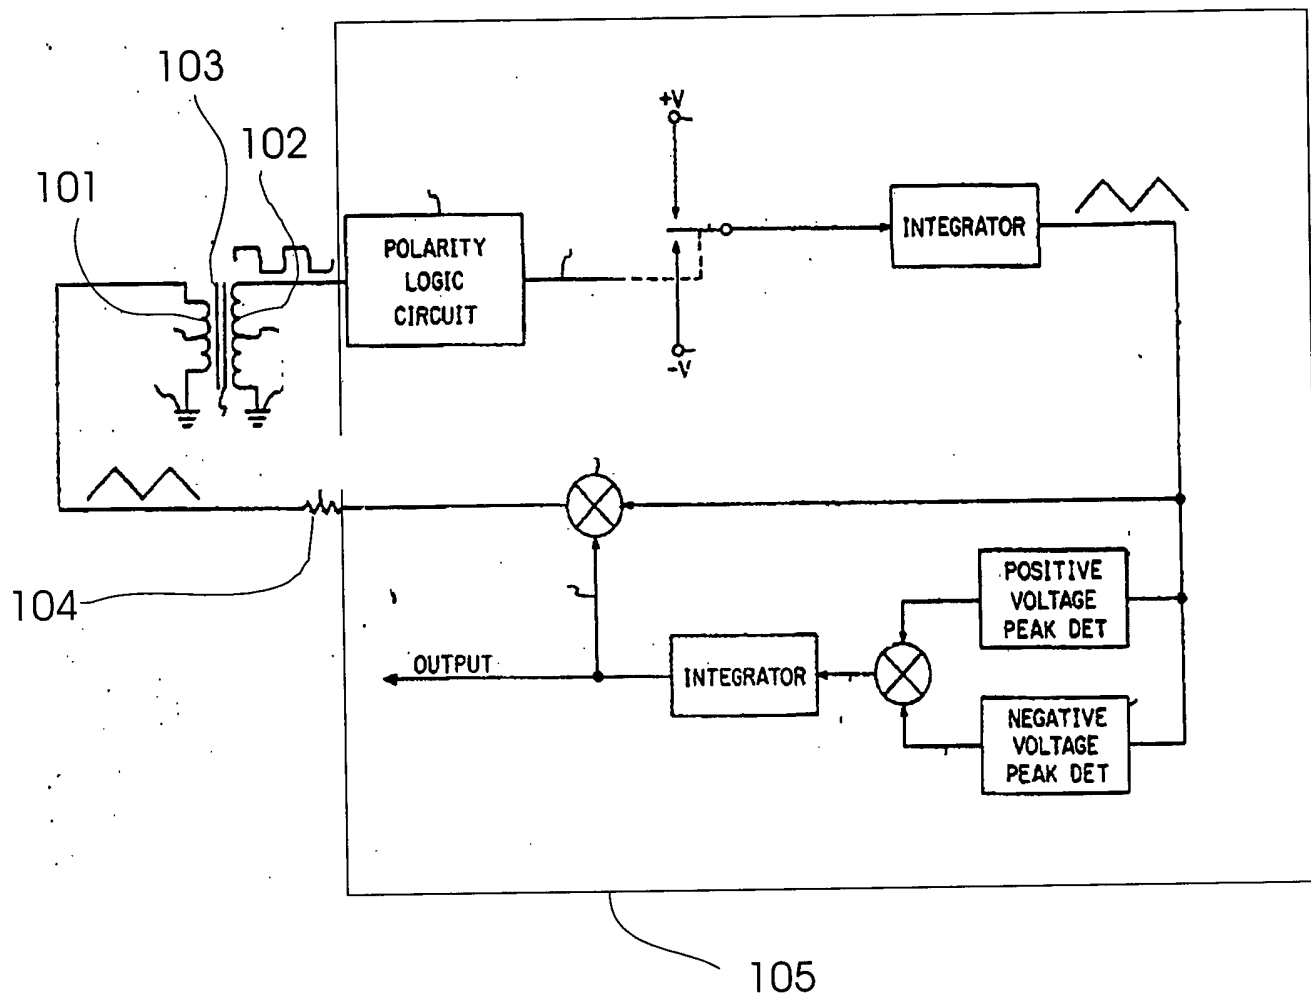 103
102
101
+V
POLARITY
LOGIC
CIRCUIT
INTEGRATOR
-V
104
POSITIVE
VOLTAGE
PEAK DET
OUTPUT
INTEGRATOR
NEGATIVE
VOLTAGE
PEAK DET
105